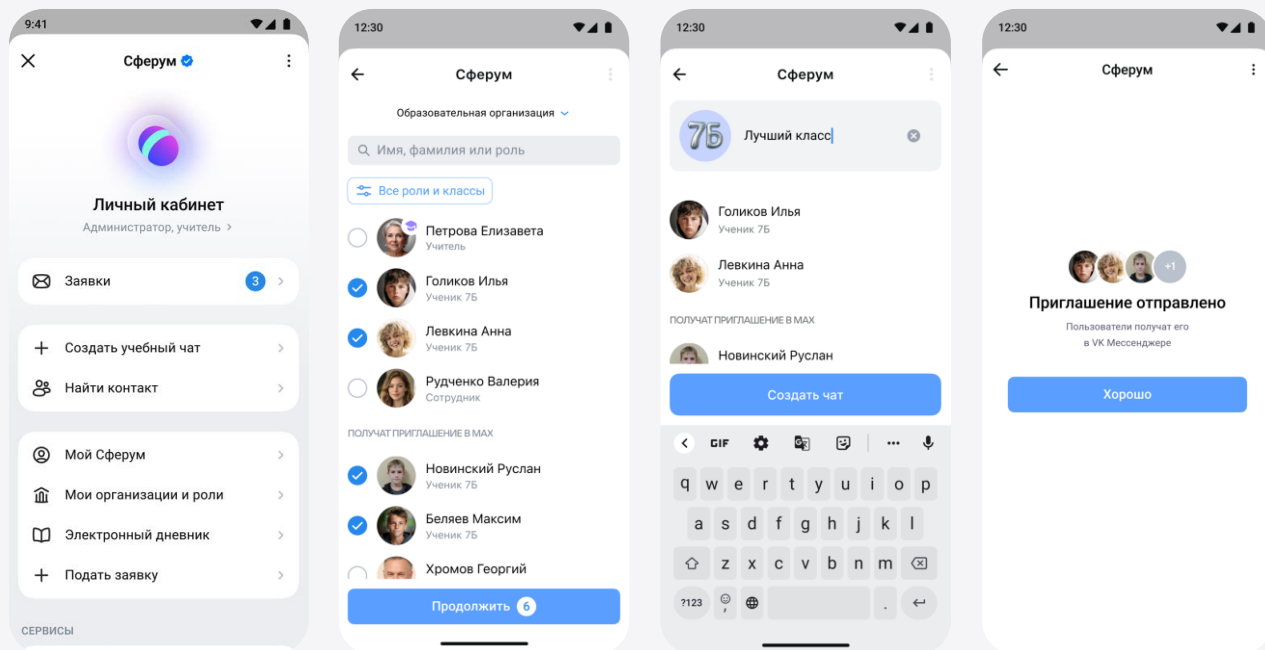 9:41
Сферум
Личный кабинет
Администратор, учитель
Заявки
3
Создать учебный чат
Найти контакт
Мой Сферум
Мои организации и роли
Электронный дневник
Подать заявку
СЕРВИСЫ
12:30
Сферум
Образовательная организация
Имя, фамилия или роль
Все роли и классы
Петрова Елизавета
Учитель
Голиков Илья
Ученик 7Б
Левкина Анна
Ученик 7Б
Рудченко Валерия
Сотрудник
ПОЛУЧАТ ПРИГЛАШЕНИЕ В MAX
Новинский Руслан
Ученик 7Б
Беляев Максим
Ученик 7Б
Хромов Георгий
Продолжить 6
12:30
Сферум
7Б
Лучший класс
Голиков Илья
Ученик 7Б
Левкина Анна
Ученик 7Б
ПОЛУЧАТ ПРИГЛАШЕНИЕ В MAX
Новинский Руслан
Создать чат
GIF
q w e r t y u i o p
a s d f g h j k l
z x c v b n m
?123 , .
12:30
Сферум
+1
Приглашение отправлено
Пользователи получат его
в VK Мессенджере
Хорошо